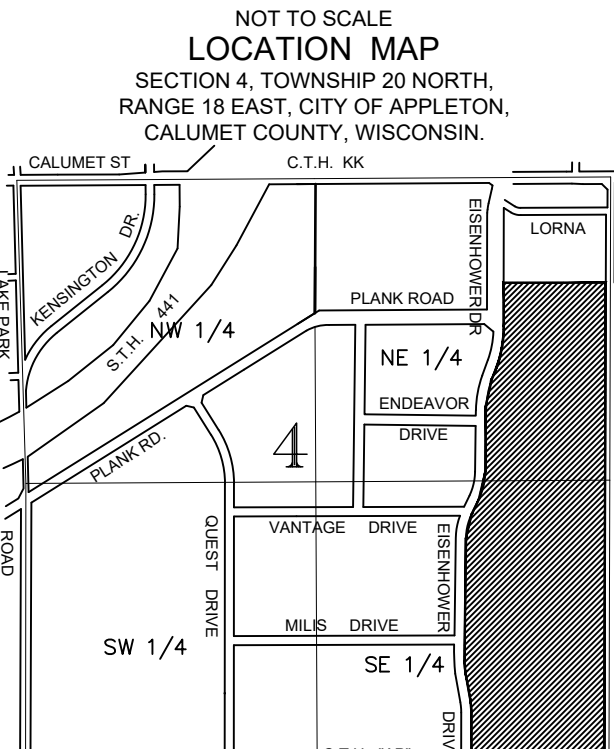 NOT TO SCALE
LOCATION MAP
SECTION 4, TOWNSHIP 20 NORTH,
RANGE 18 EAST, CITY OF APPLETON,
CALUMET COUNTY, WISCONSIN.
CALUMET ST
C.T.H. KK
KENSINGTON DR.
EISENHOWER DR
LORNA
LAKE PARK
S.T.H. 441
NW 1/4
PLANK ROAD
NE 1/4
ENDEAVOR
DRIVE
4
PLANK RD.
ROAD
QUEST DRIVE
VANTAGE DRIVE
EISENHOWER
MILIS DRIVE
SW 1/4
SE 1/4
DRIV